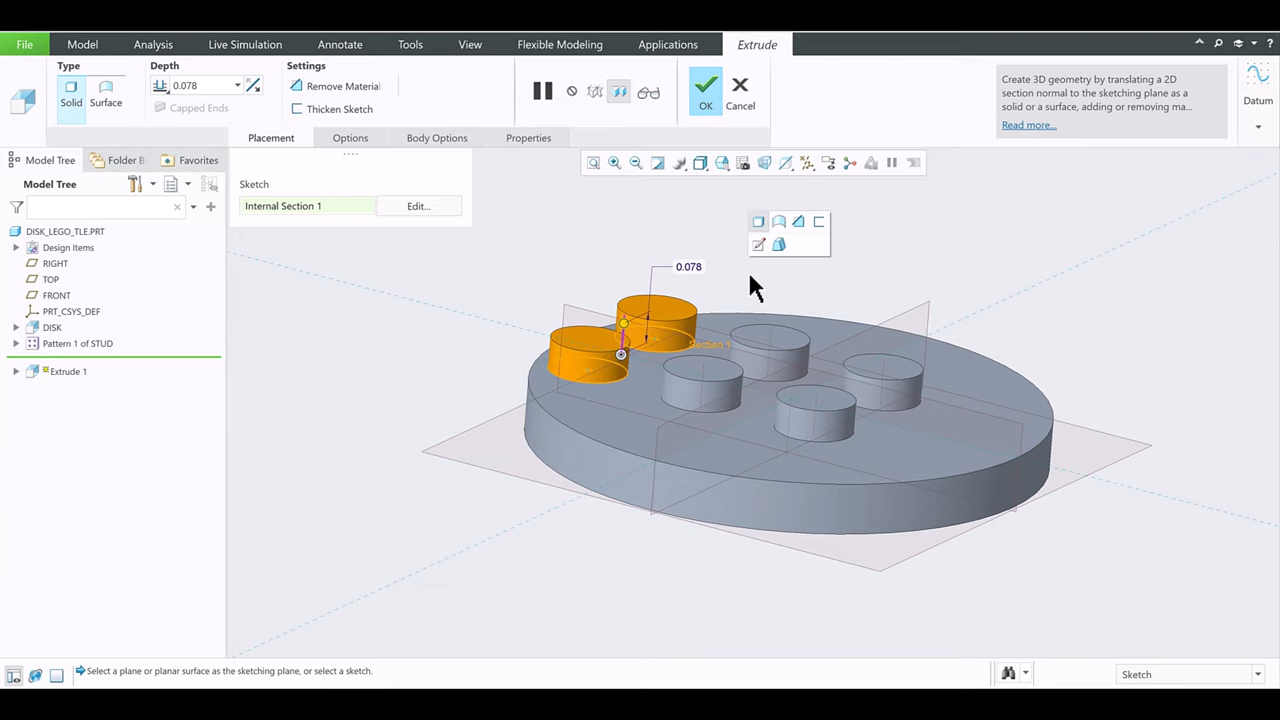 File Model Analysis Live Simulation Annotate Tools View Flexible Modeling Applications Extrude
Type Depth Settings
Solid Surface 0.078 Remove Material OK Cancel
Capped Ends Thicken Sketch
Create 3D geometry by translating a 2D
section normal to the sketching plane as a
solid or a surface, adding or removing ma...
Read more...
Datum
Placement Options Body Options Properties
Model Tree Folder B Favorites
Model Tree
Sketch
Internal Section 1 Edit...
DISK_LEGO_TLE.PRT
Design Items
RIGHT
TOP
FRONT
PRT_CSYS_DEF
DISK
Pattern 1 of STUD
Extrude 1
0.078
Section 1
Select a plane or planar surface as the sketching plane, or select a sketch.
Sketch